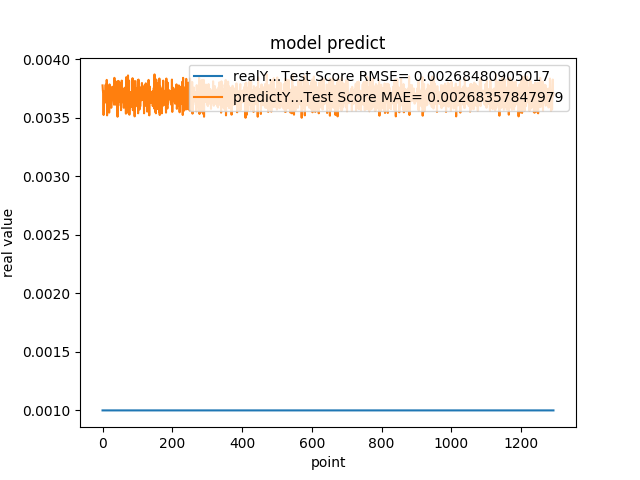 model predict
realY...Test Score RMSE= 0.00268480905017
predictY...Test Score MAE= 0.00268357847979
0.0040
0.0035
0.0030
0.0025
0.0020
0.0015
0.0010
real value
0 200 400 600 800 1000 1200
point